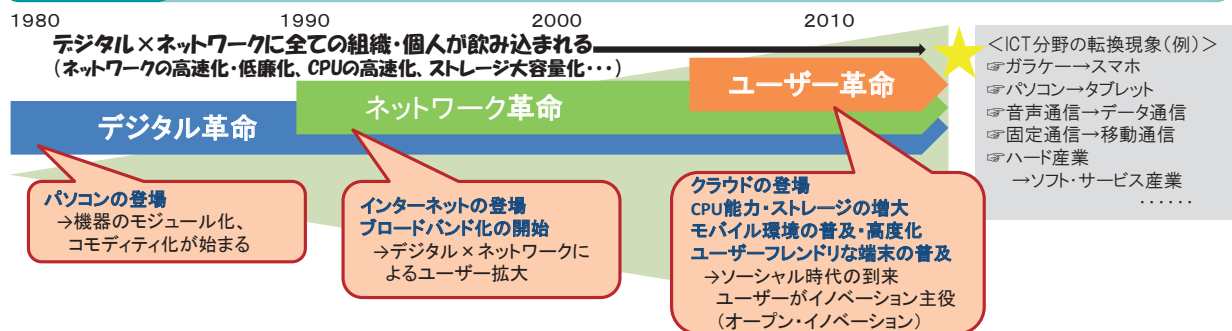 1980 1990 2000 2010
デジタル×ネットワークに全ての組織・個人が飲み込まれる
(ネットワークの高速化・低廉化、CPUの高速化、ストレージ大容量化・・・)
ユーザー革命
ネットワーク革命
デジタル革命
パソコンの登場
→機器のモジュール化、
コモディティ化が始まる
インターネットの登場
ブロードバンド化の開始
→デジタル×ネットワークに
よるユーザー拡大
クラウドの登場
CPU能力・ストレージの増大
モバイル環境の普及・高度化
ユーザーフレンドリな端末の普及
→ソーシャル時代の到来
ユーザーがイノベーション主役
(オープン・イノベーション)
<ICT分野の転換現象(例)>
☞ガラケー→スマホ
☞パソコン→タブレット
☞音声通信→データ通信
☞固定通信→移動通信
☞ハード産業
→ソフト・サービス産業
・・・・・・